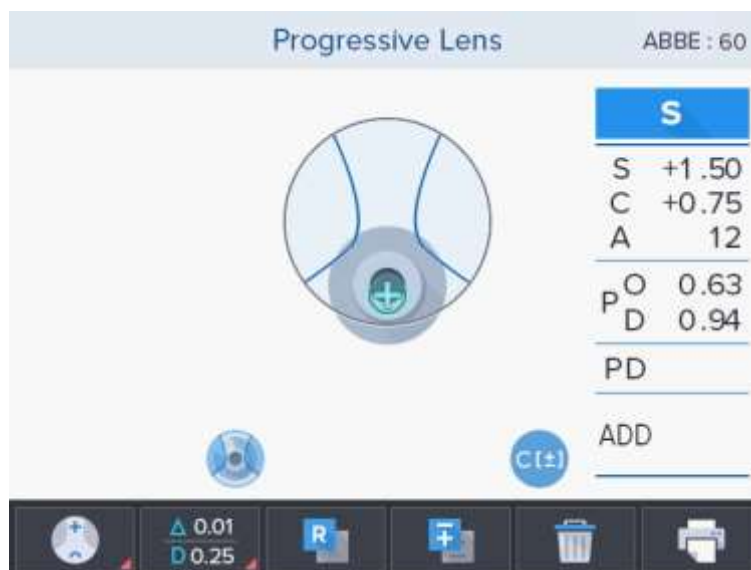 Progressive Lens
ABBE : 60
S
S +1.50
C +0.75
A 12
P O 0.63
D 0.94
PD
ADD
C[±]
Δ 0.01
D 0.25
R